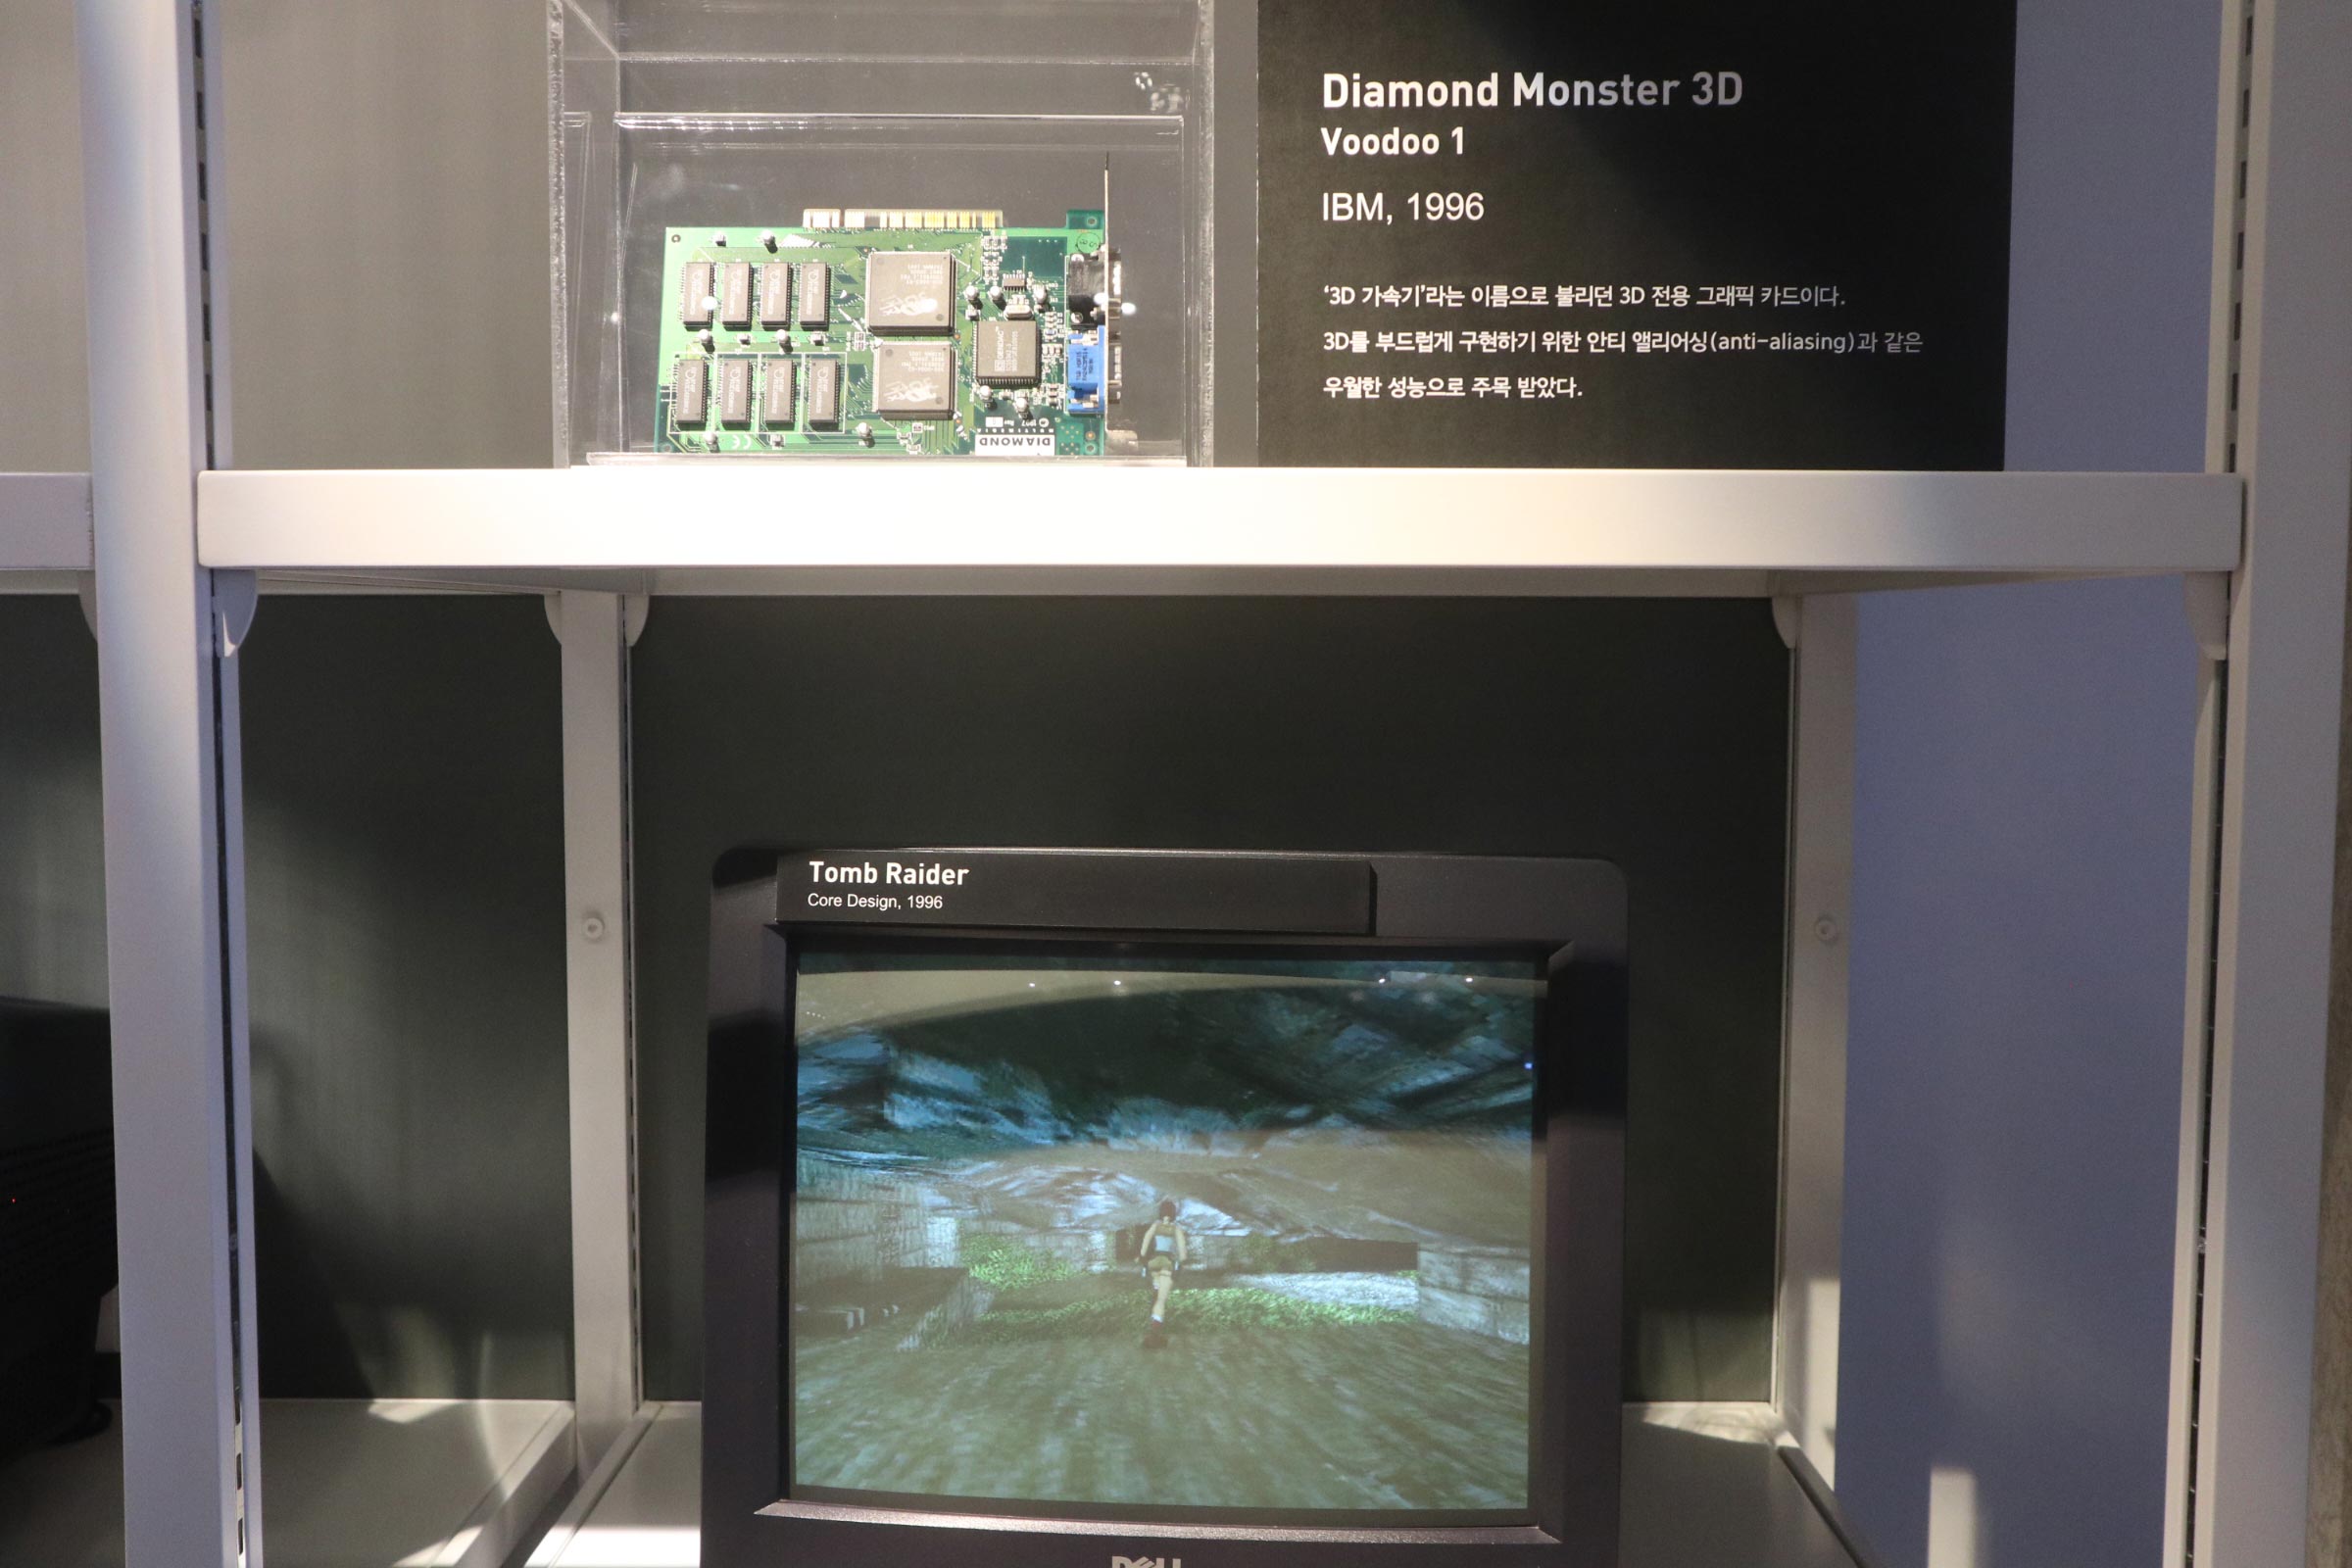 Diamond Monster 3D
Voodoo 1
IBM, 1996
‘3D 가속기’라는 이름으로 불리던 3D 전용 그래픽 카드이다.
3D를 부드럽게 구현하기 위한 안티 앨리어싱(anti-aliasing)과 같은
우월한 성능으로 주목 받았다.
DIAMOND
MULTIMEDIA
Tomb Raider
Core Design, 1996
DELL